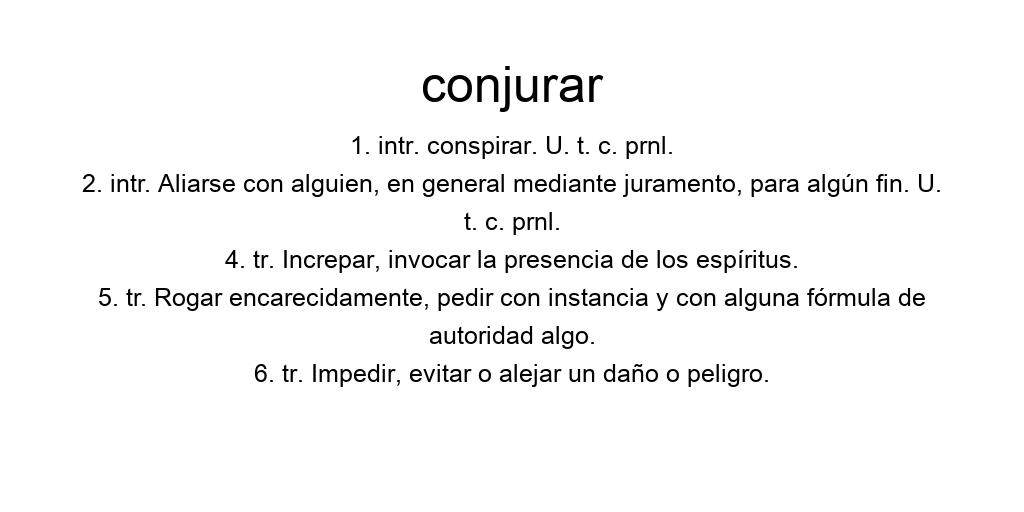 conjurar
1. intr. conspirar. U. t. c. prnl.
2. intr. Aliarse con alguien, en general mediante juramento, para algún fin. U.
t. c. prnl.
4. tr. Increpar, invocar la presencia de los espíritus.
5. tr. Rogar encarecidamente, pedir con instancia y con alguna fórmula de
autoridad algo.
6. tr. Impedir, evitar o alejar un daño o peligro.